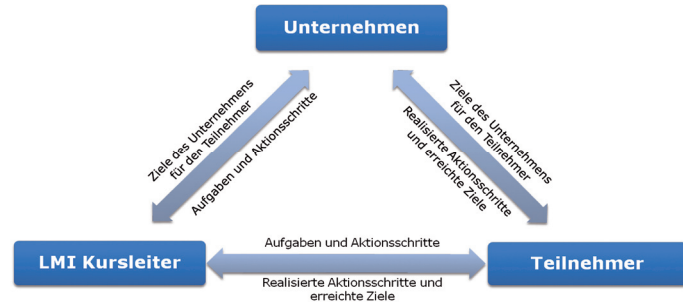 Unternehmen
Ziele des Unternehmens
für den Teilnehmer
Aufgaben und Aktionsschritte
Ziele des Unternehmens
für den Teilnehmer
Realisierte Aktionsschritte
und erreichte Ziele
LMI Kursleiter
Aufgaben und Aktionsschritte
Realisierte Aktionsschritte und
erreichte Ziele
Teilnehmer